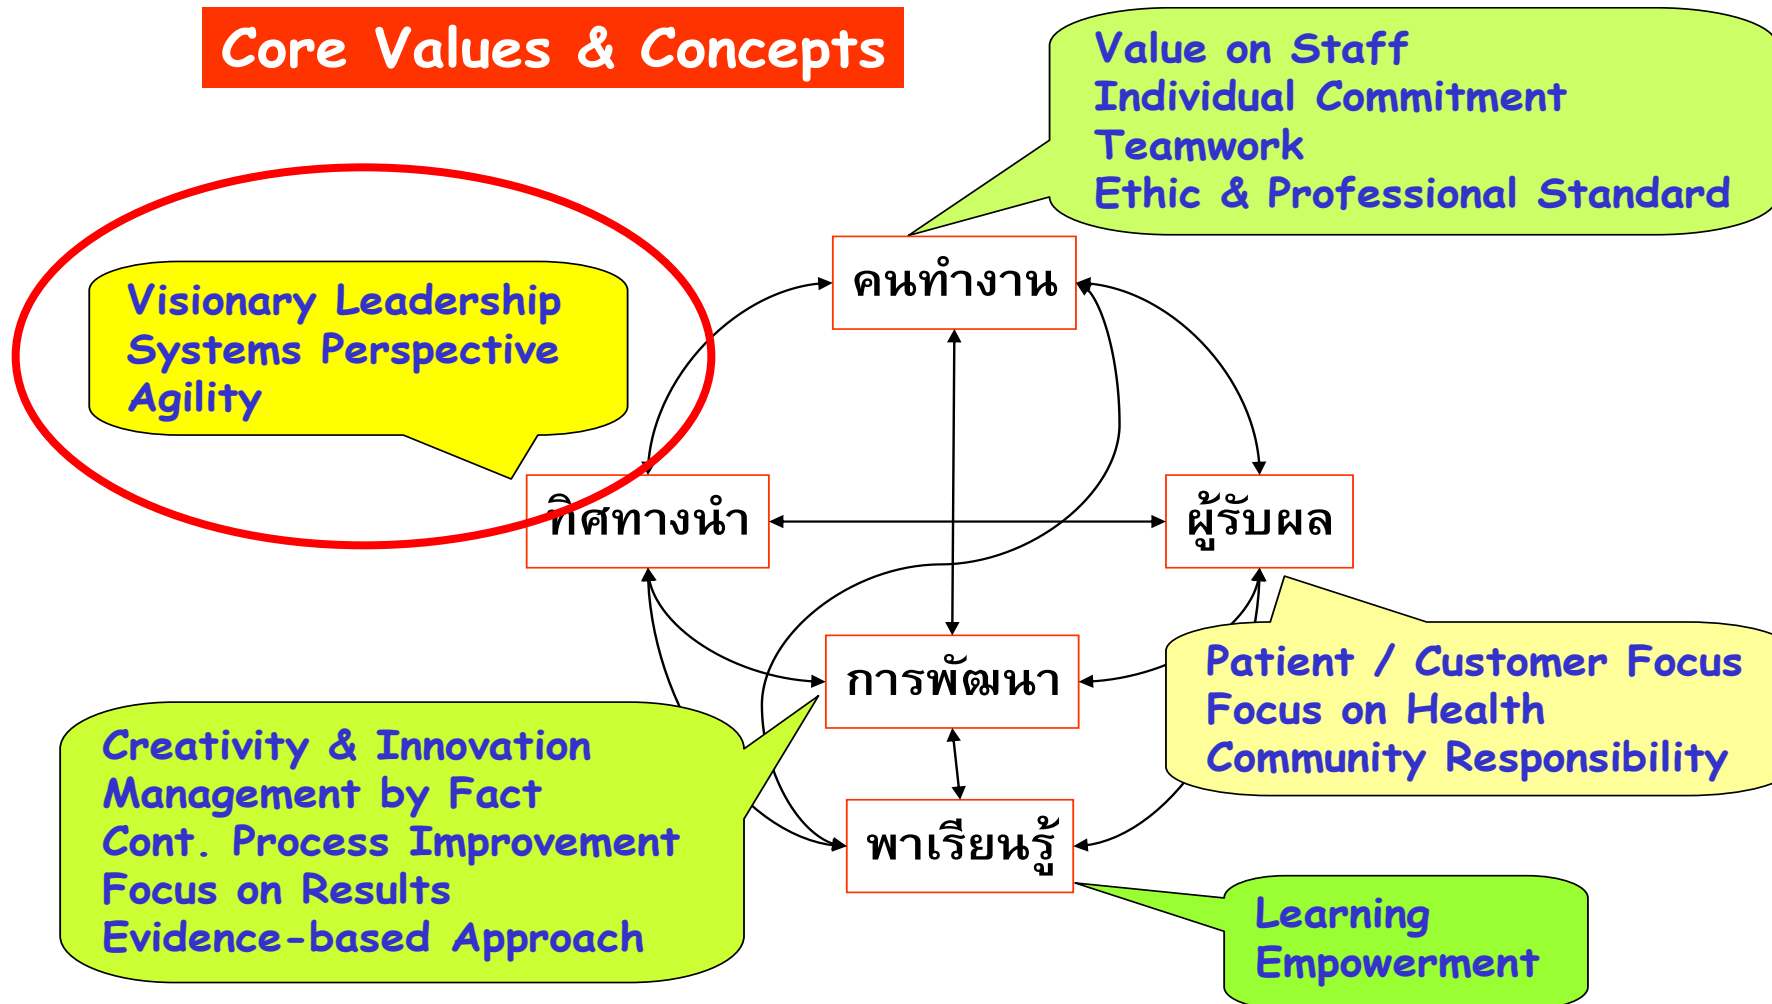 Core Values & Concepts
Value on Staff
Individual Commitment
Teamwork
Ethic & Professional Standard
คนทำงาน
Visionary Leadership
Systems Perspective
Agility
ทิศทางนำ
ผู้รับผล
Patient / Customer Focus
Focus on Health
Community Responsibility
การพัฒนา
Creativity & Innovation
Management by Fact
Cont. Process Improvement
Focus on Results
Evidence-based Approach
พาเรียนรู้
Learning
Empowerment